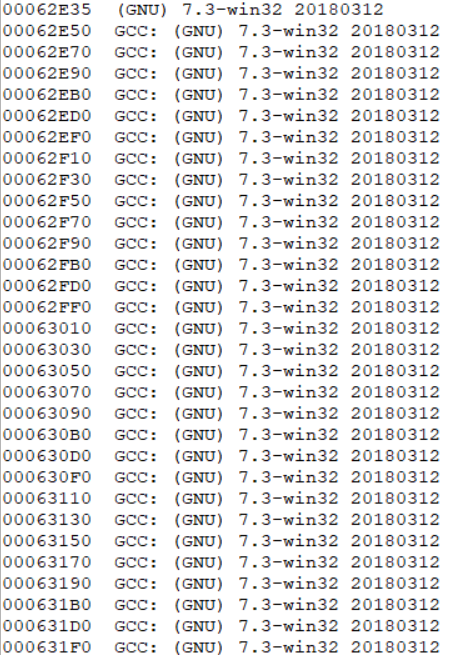 00062E35 (GNU) 7.3-win32 20180312
00062E50 GCC: (GNU) 7.3-win32 20180312
00062E70 GCC: (GNU) 7.3-win32 20180312
00062E90 GCC: (GNU) 7.3-win32 20180312
00062EB0 GCC: (GNU) 7.3-win32 20180312
00062ED0 GCC: (GNU) 7.3-win32 20180312
00062EF0 GCC: (GNU) 7.3-win32 20180312
00062F10 GCC: (GNU) 7.3-win32 20180312
00062F30 GCC: (GNU) 7.3-win32 20180312
00062F50 GCC: (GNU) 7.3-win32 20180312
00062F70 GCC: (GNU) 7.3-win32 20180312
00062F90 GCC: (GNU) 7.3-win32 20180312
00062FB0 GCC: (GNU) 7.3-win32 20180312
00062FD0 GCC: (GNU) 7.3-win32 20180312
00062FF0 GCC: (GNU) 7.3-win32 20180312
00063010 GCC: (GNU) 7.3-win32 20180312
00063030 GCC: (GNU) 7.3-win32 20180312
00063050 GCC: (GNU) 7.3-win32 20180312
00063070 GCC: (GNU) 7.3-win32 20180312
00063090 GCC: (GNU) 7.3-win32 20180312
000630B0 GCC: (GNU) 7.3-win32 20180312
000630D0 GCC: (GNU) 7.3-win32 20180312
000630F0 GCC: (GNU) 7.3-win32 20180312
00063110 GCC: (GNU) 7.3-win32 20180312
00063130 GCC: (GNU) 7.3-win32 20180312
00063150 GCC: (GNU) 7.3-win32 20180312
00063170 GCC: (GNU) 7.3-win32 20180312
00063190 GCC: (GNU) 7.3-win32 20180312
000631B0 GCC: (GNU) 7.3-win32 20180312
000631D0 GCC: (GNU) 7.3-win32 20180312
000631F0 GCC: (GNU) 7.3-win32 20180312